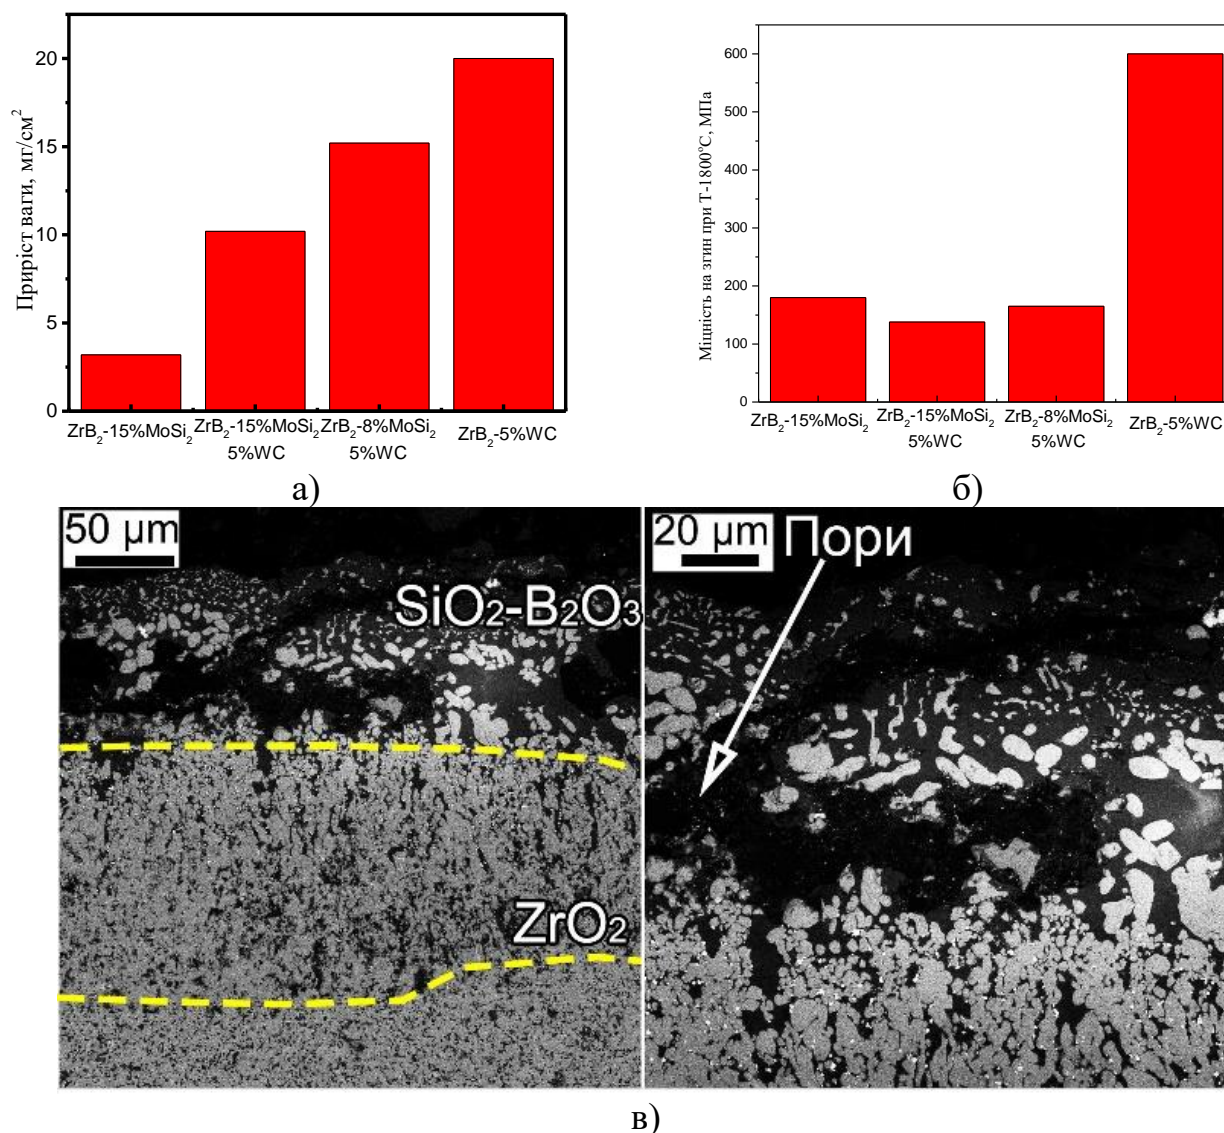 Приріст ваги, мг/см²
20
15
10
5
0
ZrB₂-15%MoSi₂
ZrB₂-15%MoSi₂
5%WC
ZrB₂-8%MoSi₂
5%WC
ZrB₂-5%WC
а)
Міцність на згин при Т-1800°С, МПа
600
500
400
300
200
100
0
ZrB₂-15%MoSi₂
ZrB₂-15%MoSi₂
5%WC
ZrB₂-8%MoSi₂
5%WC
ZrB₂-5%WC
б)
50 µm
SiO₂-B₂O₃
ZrO₂
20 µm
Пори
в)